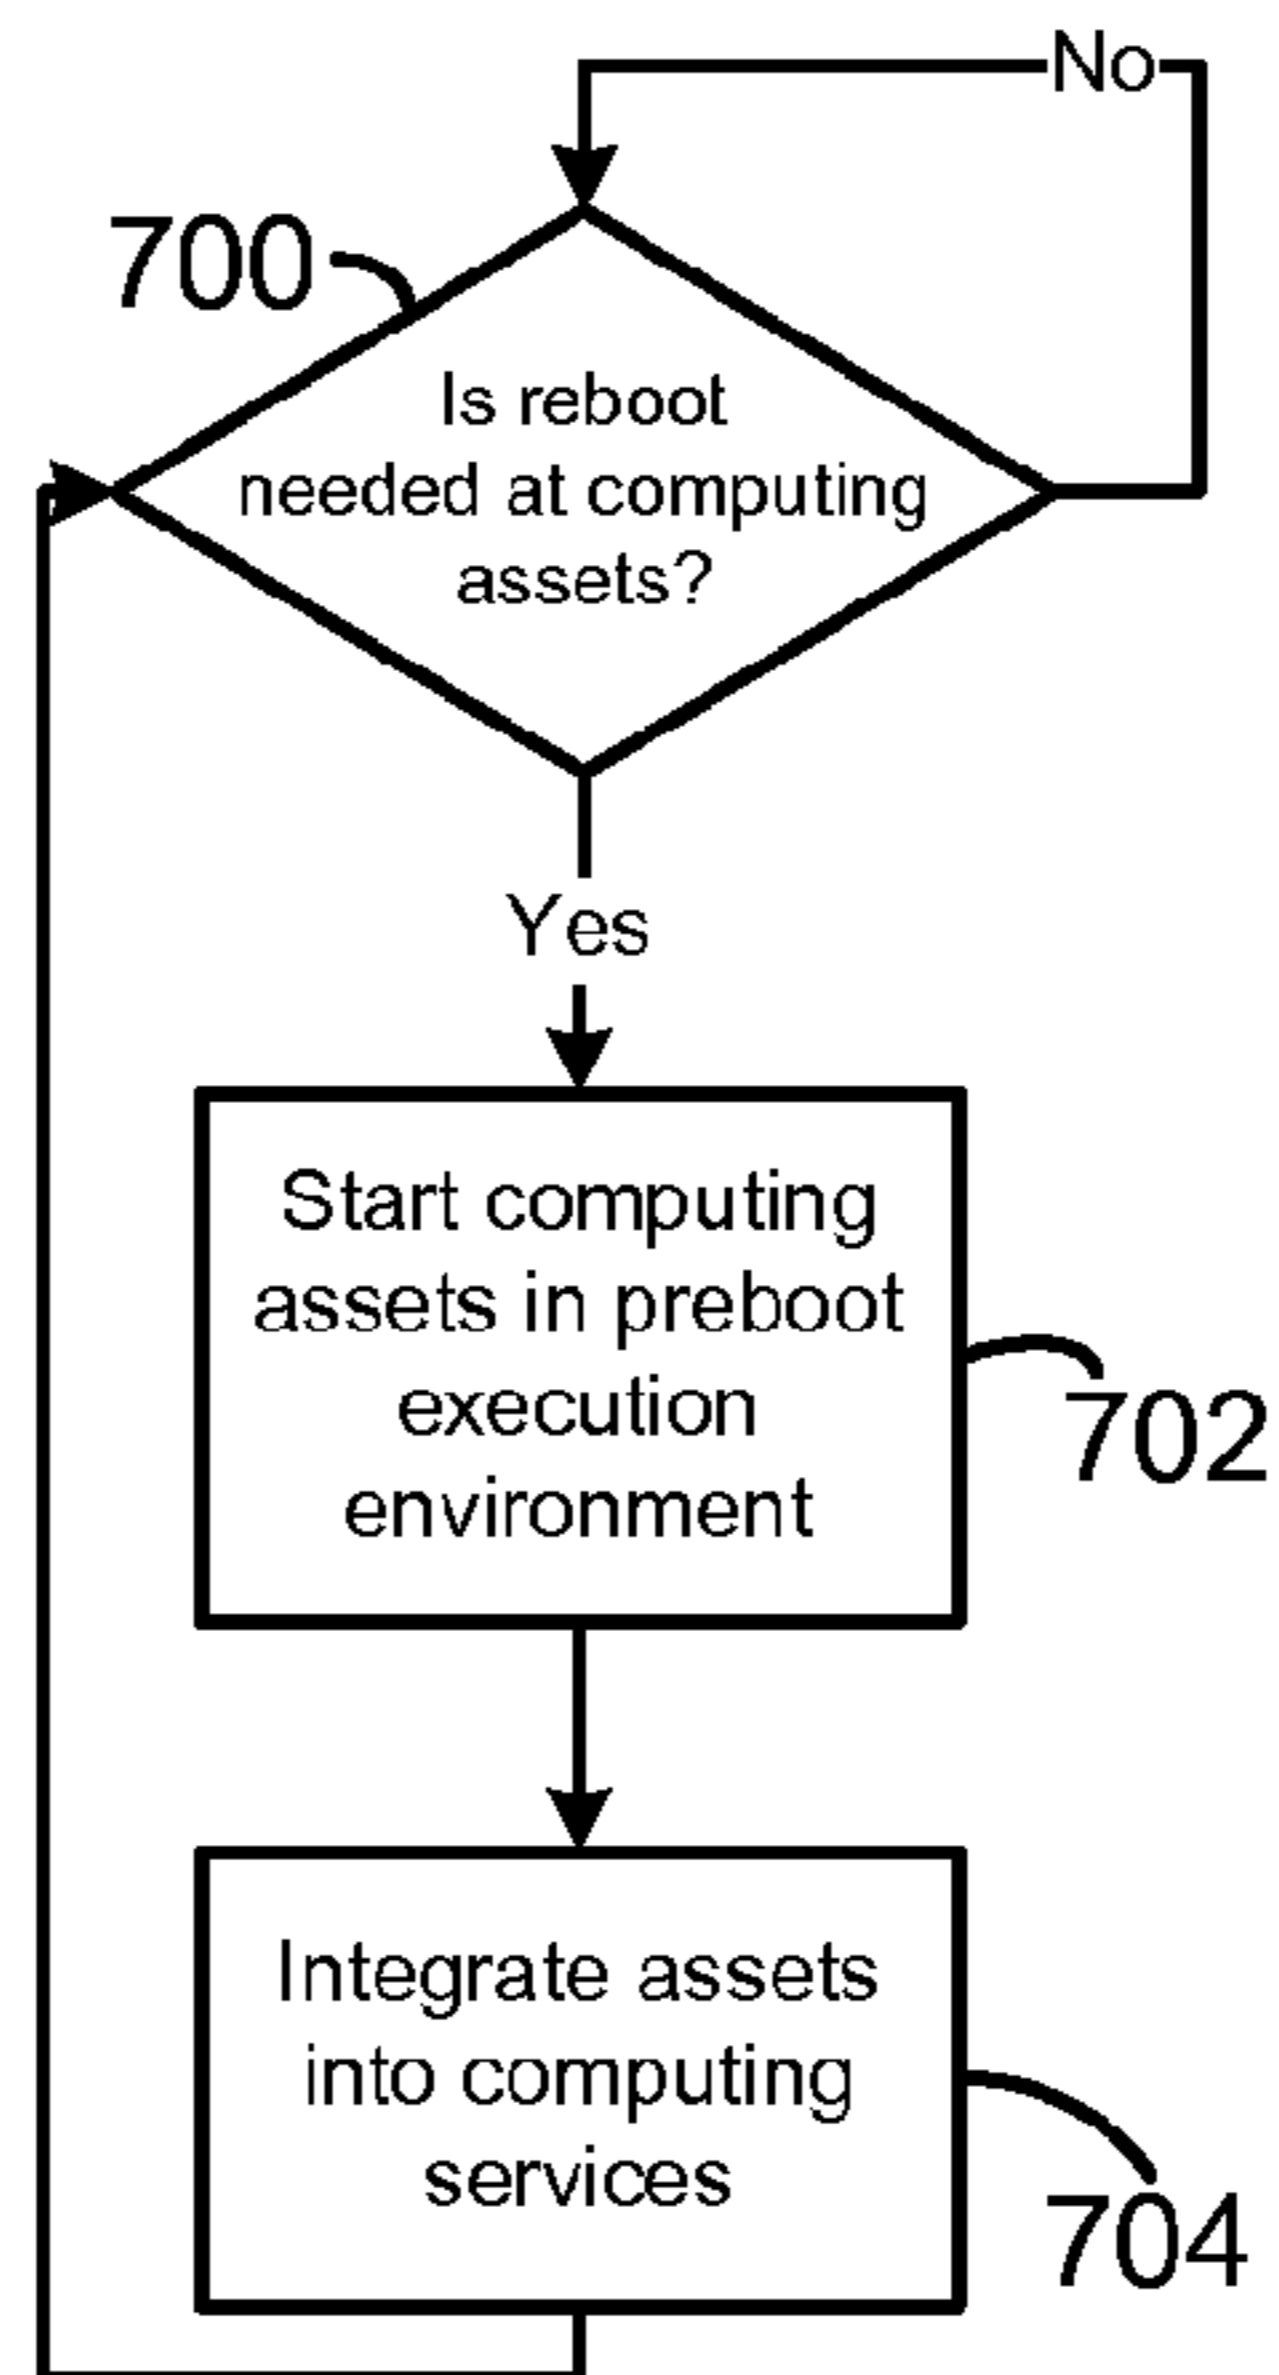 No
700
Is reboot
needed at computing
assets?
Yes
Start computing
assets in preboot
execution
environment
702
Integrate assets
into computing
services
704